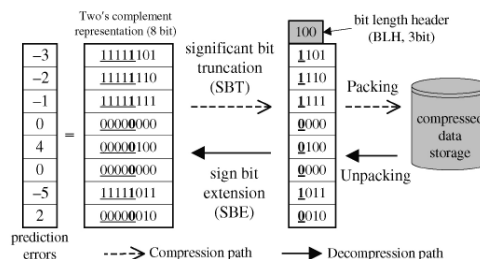 Two's complement
representation (8 bit)
100
bit length header
(BLH, 3bit)
−3
11111101
significant bit
truncation
(SBT)
1101
−2
11111110
1110
−1
11111111
1111
Packing
0
00000000
0000
=
4
00000100
0100
compressed
data
storage
0
00000000
0000
−5
11111011
sign bit
extension
(SBE)
1011
Unpacking
2
00000010
0010
prediction
errors
Compression path
Decompression path